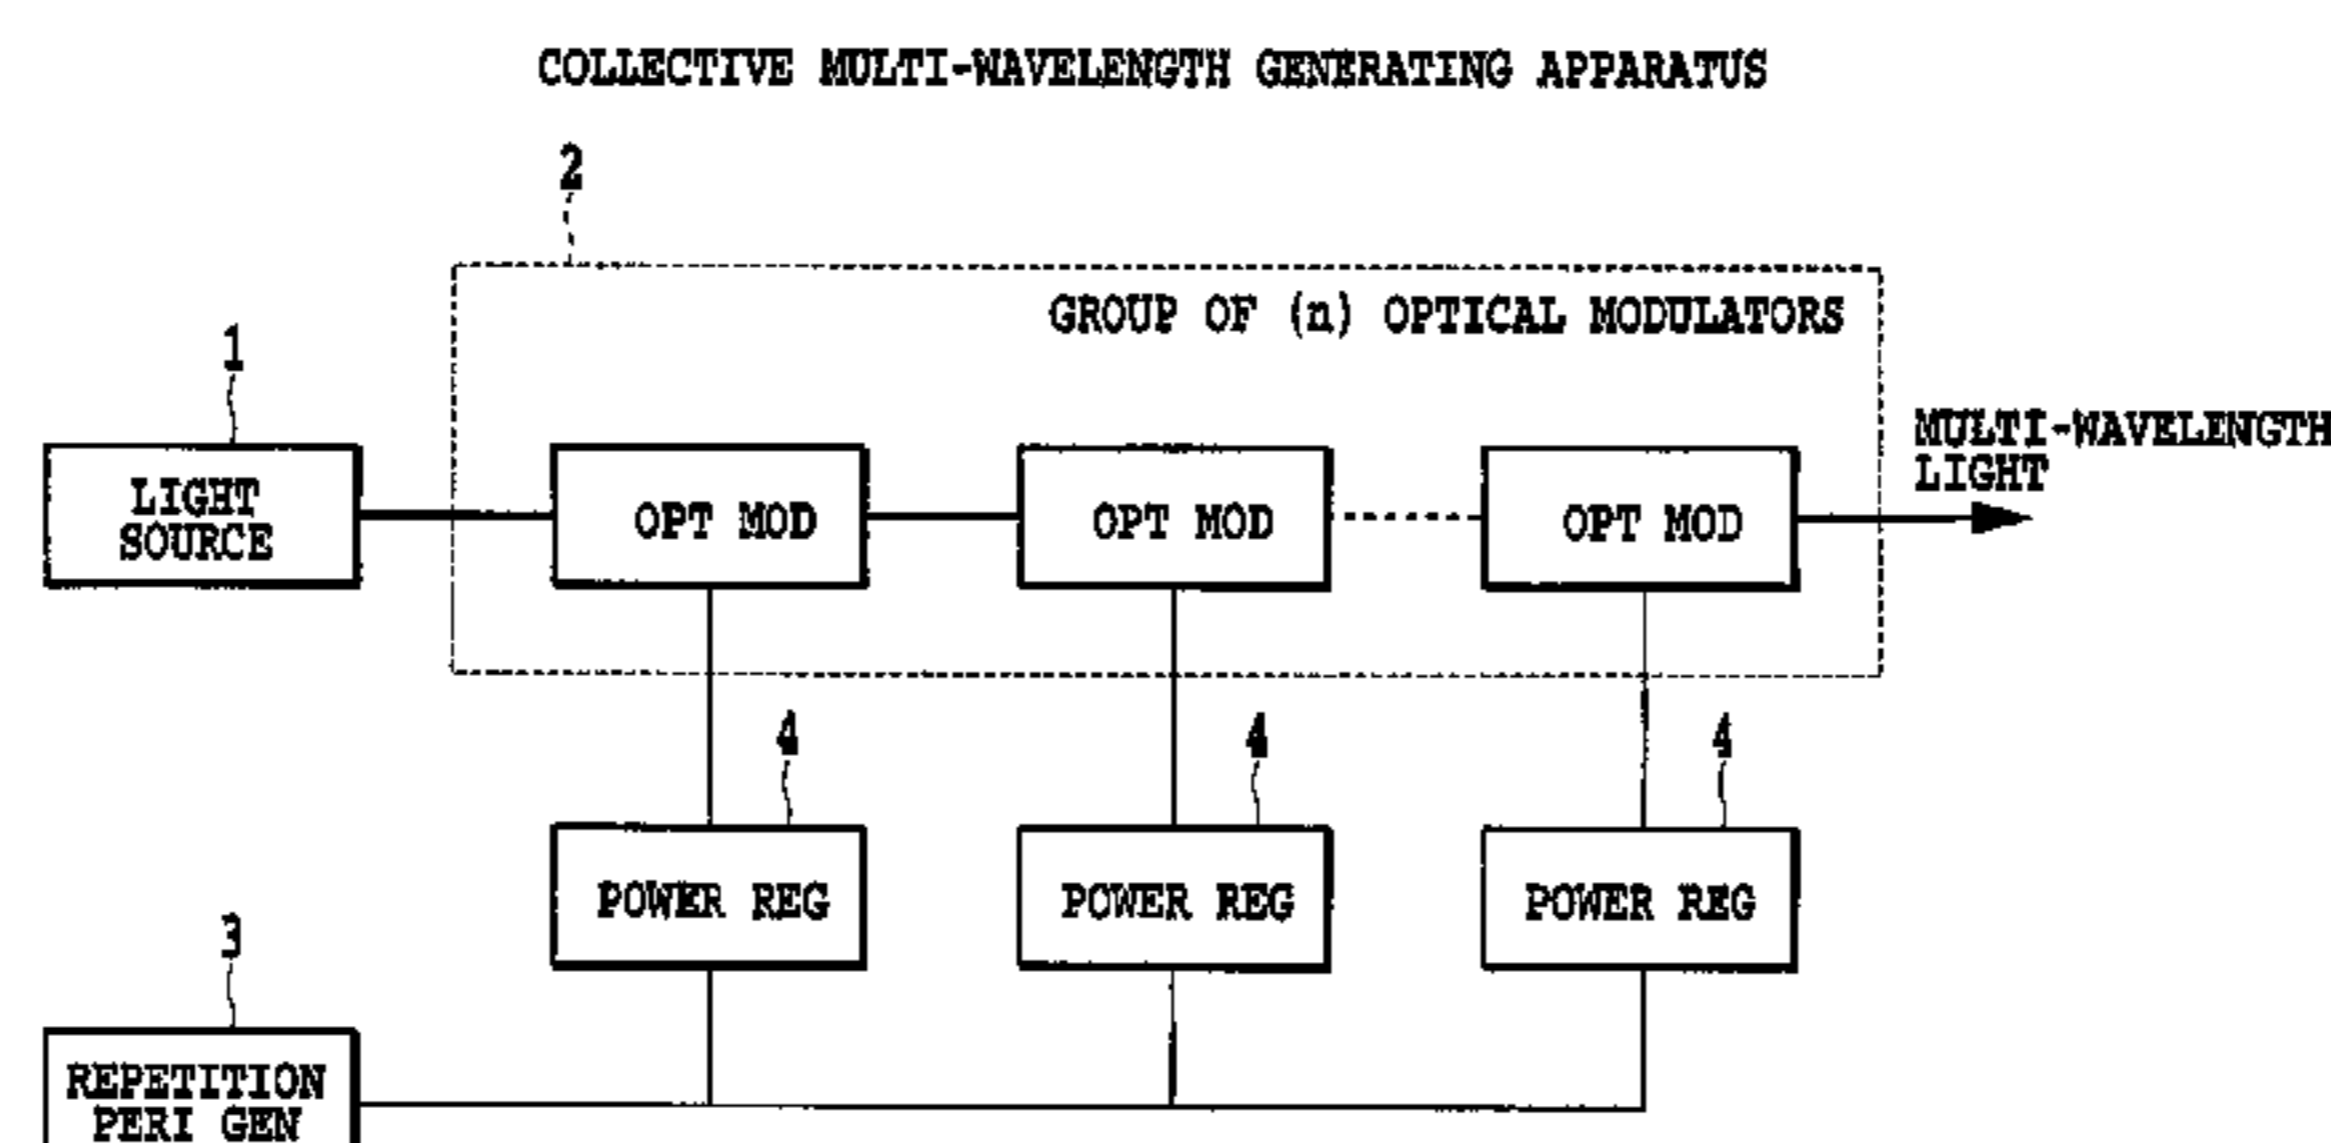 COLLECTIVE MULTI-WAVELENGTH GENERATING APPARATUS
2
GROUP OF (n) OPTICAL MODULATORS
1
MULTI-WAVELENGTH
LIGHT
LIGHT
SOURCE
OPT MOD
OPT MOD
OPT MOD
4
4
4
POWER REG
POWER REG
POWER REG
3
REPETITION
PERI GEN